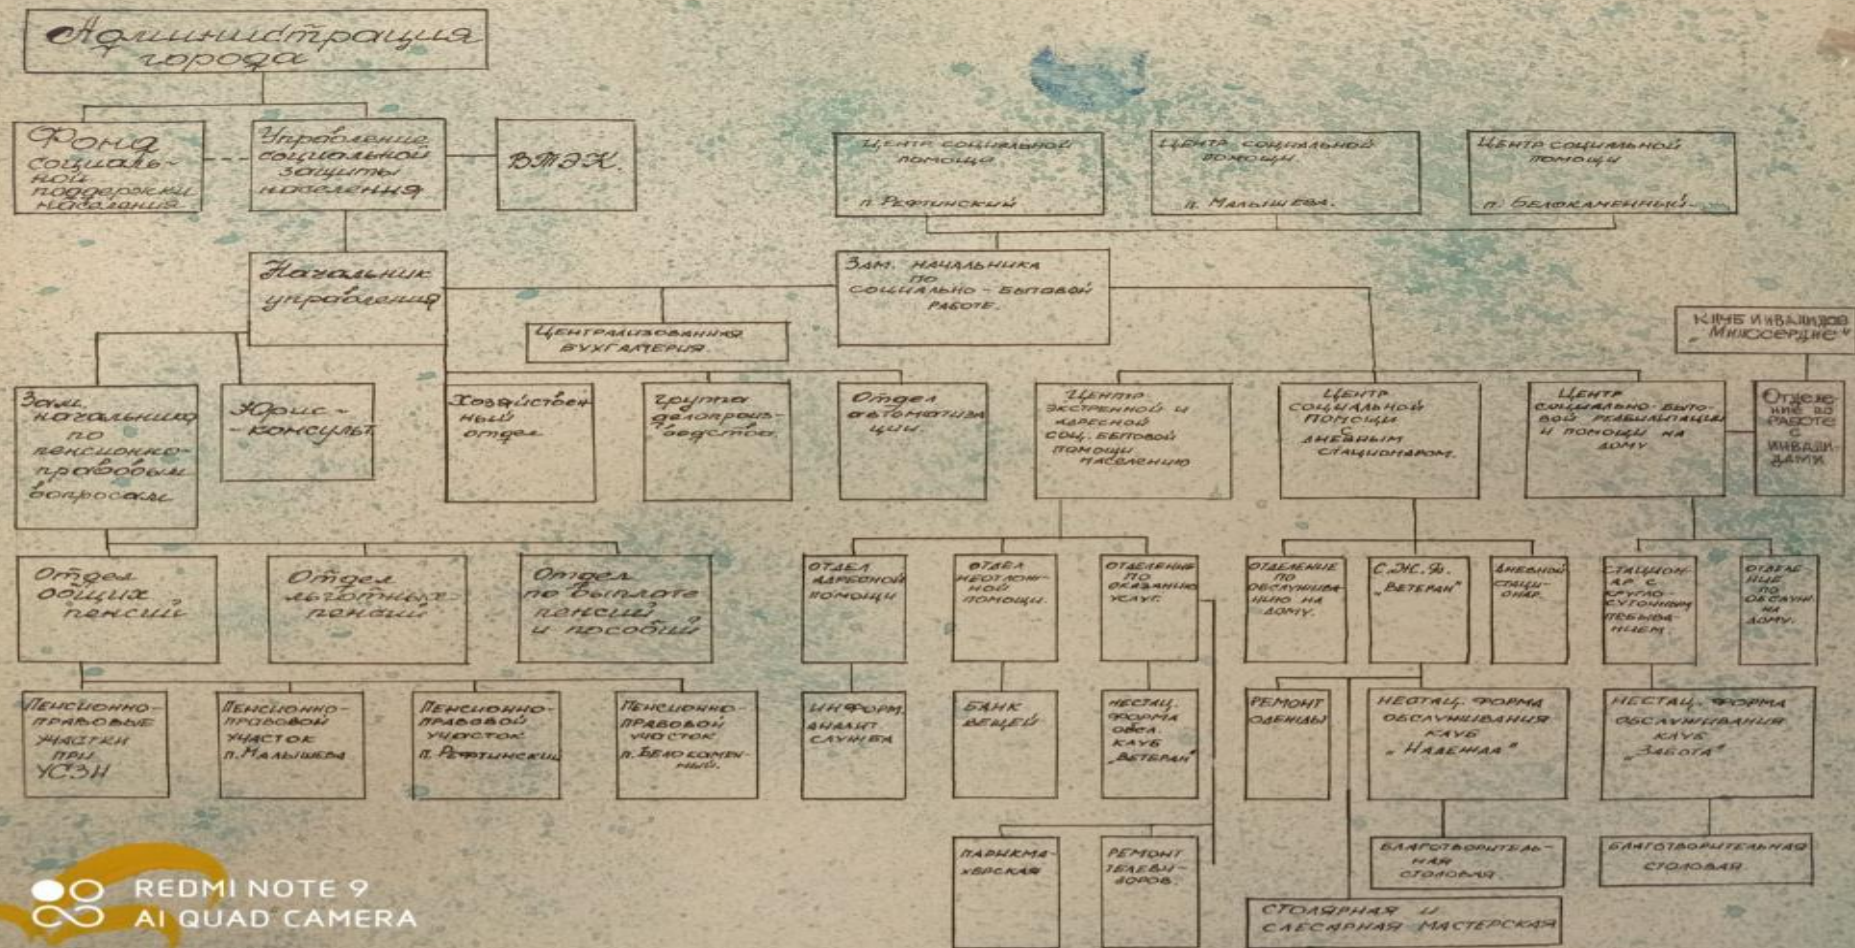 Администрация
города
Фонд
социаль-
ной
поддержки
населения
Управление
социальной
защиты
населения
ВТЭК.
ЦЕНТР СОЦИАЛЬНОЙ
ПОМОЩИ
п. РЕФТИНСКИЙ
ЦЕНТР СОЦИАЛЬНОЙ
ПОМОЩИ.
п. МАЛЫШЕВА.
ЦЕНТР СОЦИАЛЬНОЙ
ПОМОЩИ
п. БЕЛОКАМЕННЫЙ.
Начальник
управления
ЗАМ. НАЧАЛЬНИКА
ПО
СОЦИАЛЬНО-БЫТОВОЙ
РАБОТЕ.
ЦЕНТРАЛИЗОВАННАЯ
БУХГАЛТЕРИЯ.
КЛУБ ИНВАЛИДОВ
„МИЛОСЕРДИЕ"
Зам.
начальника
по
пенсионно-
правовым
вопросам
Юрис-
-консульт
Хозяйствен
ный
отдел
группа
делопроиз-
водства
Отдел
автоматиза
ции.
ЦЕНТР
ЭКСТРЕННОЙ И
АДРЕСНОЙ
СОЦ. БЫТОВОЙ
ПОМОЩИ
НАСЕЛЕНИЮ
ЦЕНТР
СОЦИАЛЬНОЙ
ПОМОЩИ
С
ДНЕВНЫМ
СТАЦИОНАРОМ.
ЦЕНТР
СОЦИАЛЬНО-БЫТО-
ВОЙ РЕАБИЛИТАЦИИ
И ПОМОЩИ НА
ДОМУ
ОТДЕЛЕ-
НИЕ ПО
РАБОТЕ
С
ИНВАЛИ-
ДАМИ
Отдел
общих
пенсий
Отдел
льготных
пенсий
Отдел
по выплате
пенсий
и пособий
ОТДЕЛ
АДРЕСНОЙ
ПОМОЩИ
ОТДЕЛ
НЕОТЛОЖ-
НОЙ
ПОМОЩИ.
ОТДЕЛЕНИЕ
ПО
ОКАЗАНИЮ
УСЛУГ.
ОТДЕЛЕНИЕ
ПО
ОБСЛУЖИВА-
НИЮ НА
ДОМУ.
С.Ж.Д.
„ВЕТЕРАН"
ДНЕВНОЙ
СТАЦИ-
ОНАР.
СТАЦИОН-
АР С
КРУГЛО-
СУТОЧНЫМ
ПРЕБЫВА-
НИЕМ
ОТДЕЛЕ-
НИЕ
ПО
ОБСЛУЖ.
НА
ДОМУ.
ПЕНСИОННО-
ПРАВОВЫЕ
УЧАСТКИ
ПРИ
УСЗН
ПЕНСИОННО-
ПРАВОВОЙ
УЧАСТОК
п. МАЛЫШЕВА
ПЕНСИОННО-
ПРАВОВОЙ
УЧАСТОК
п. РЕФТИНСКИЙ
ПЕНСИОННО-
ПРАВОВОЙ
УЧАСТОК
п. БЕЛОКАМЕН-
НЫЙ.
ИНФОРМ.
АНАЛИТ.
СЛУЖБА
БАНК
ВЕЩЕЙ
НЕСТАЦ.
ФОРМА
ОБСЛ.
КЛУБ
„ВЕТЕРАН"
РЕМОНТ
ОДЕЖДЫ
НЕСТАЦ. ФОРМА
ОБСЛУЖИВАНИЯ
КЛУБ
„НАДЕЖДА"
НЕСТАЦ. ФОРМА
ОБСЛУЖИВАНИЯ
КЛУБ
„ЗАБОТА"
ПАРИКМА-
ХЕРСКАЯ
РЕМОНТ
ТЕЛЕВИ-
ЗОРОВ.
БЛАГОТВОРИТЕЛЬ-
НАЯ
СТОЛОВАЯ.
БЛАГОТВОРИТЕЛЬНАЯ
СТОЛОВАЯ
СТОЛЯРНАЯ И
СЛЕСАРНАЯ МАСТЕРСКАЯ
REDMI NOTE 9
AI QUAD CAMERA